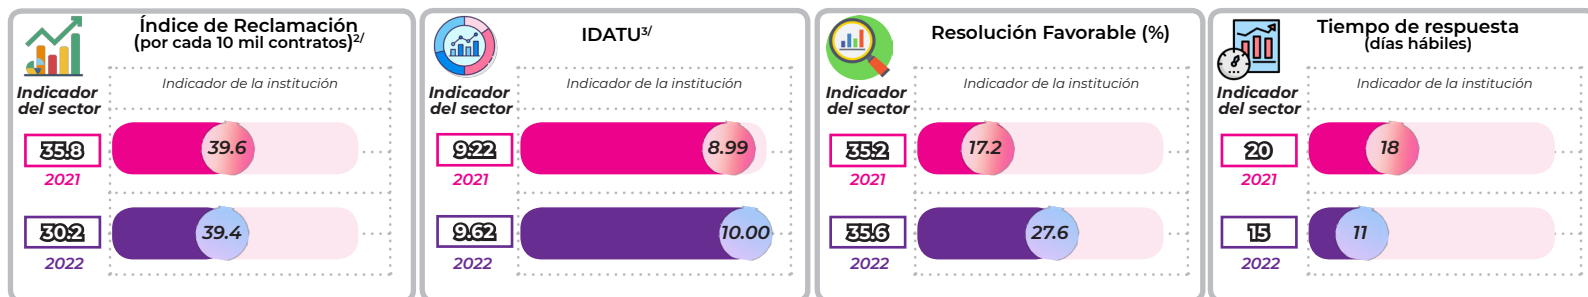 Índice de Reclamación
(por cada 10 mil contratos)2/
Indicador de la institución
Indicador
del sector
35.8
39.6
2021
30.2
39.4
2022
IDATU3/
Indicador de la institución
Indicador
del sector
9.22
8.99
2021
9.62
10.00
2022
Resolución Favorable (%)
Indicador de la institución
Indicador
del sector
35.2
17.2
2021
35.6
27.6
2022
Tiempo de respuesta
(días hábiles)
Indicador de la institución
Indicador
del sector
20
18
2021
15
11
2022